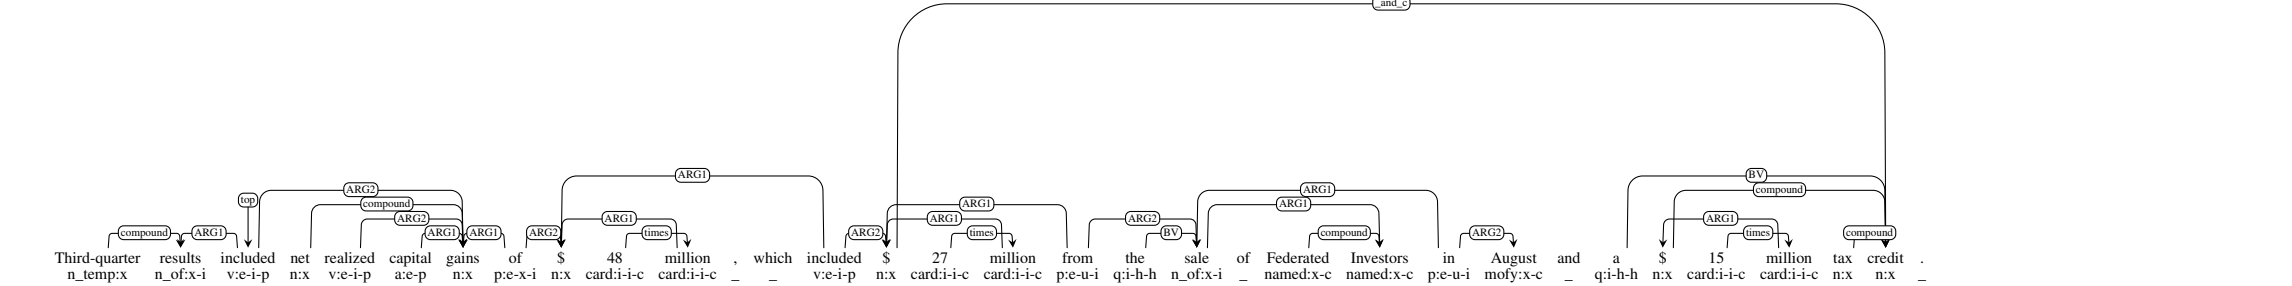 _and_c
ARG1 BV
ARG2 ARG1 compound
top compound ARG1 ARG1
ARG2 ARG1 ARG1 ARG2 ARG2 ARG1
compound ARG1 ARG1 ARG1 ARG2 times ARG2 times BV compound ARG2 times compound
Third-quarter results included net realized capital gains of $ 48 million , which included $ 27 million from the sale of Federated Investors in August and a $ 15 million tax credit .
n_temp:x n_of:x-i v:e-i-p n:x v:e-i-p a:e-p n:x p:e-x-i n:x card:i-i-c card:i-i-c _ _ v:e-i-p n:x card:i-i-c card:i-i-c p:e-u-i q:i-h-h n_of:x-i _ named:x-c named:x-c p:e-u-i mofy:x-c _ q:i-h-h n:x card:i-i-c card:i-i-c n:x n:x _